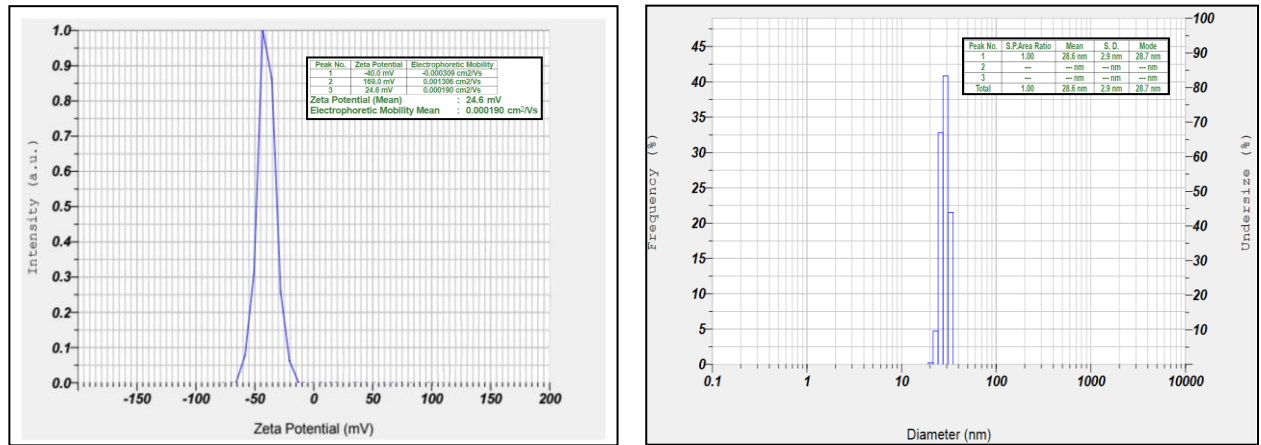 1.0
0.9
0.8
0.7
0.6
0.5
0.4
0.3
0.2
0.1
0.0
Intensity (a.u.)
-150 -100 -50 0 50 100 150 200
Zeta Potential (mV)
Peak No. Zeta Potential Electrophoretic Mobility
1 -40.0 mV -0.000309 cm2/Vs
2 169.0 mV 0.001306 cm2/Vs
3 24.6 mV 0.000190 cm2/Vs
Zeta Potential (Mean) : 24.6 mV
Electrophoretic Mobility Mean : 0.000190 cm2/Vs
45
40
35
30
25
20
15
10
5
0
Frequency (%)
0.1 1 10 100 1000 10000
Diameter (nm)
100
90
80
70
60
50
40
30
20
10
Undersize (%)
Peak No. S.P.Area Ratio Mean S. D. Mode
1 1.00 28.6 nm 2.9 nm 28.7 nm
2 --- --- nm --- nm --- nm
3 --- --- nm --- nm --- nm
Total 1.00 28.6 nm 2.9 nm 28.7 nm